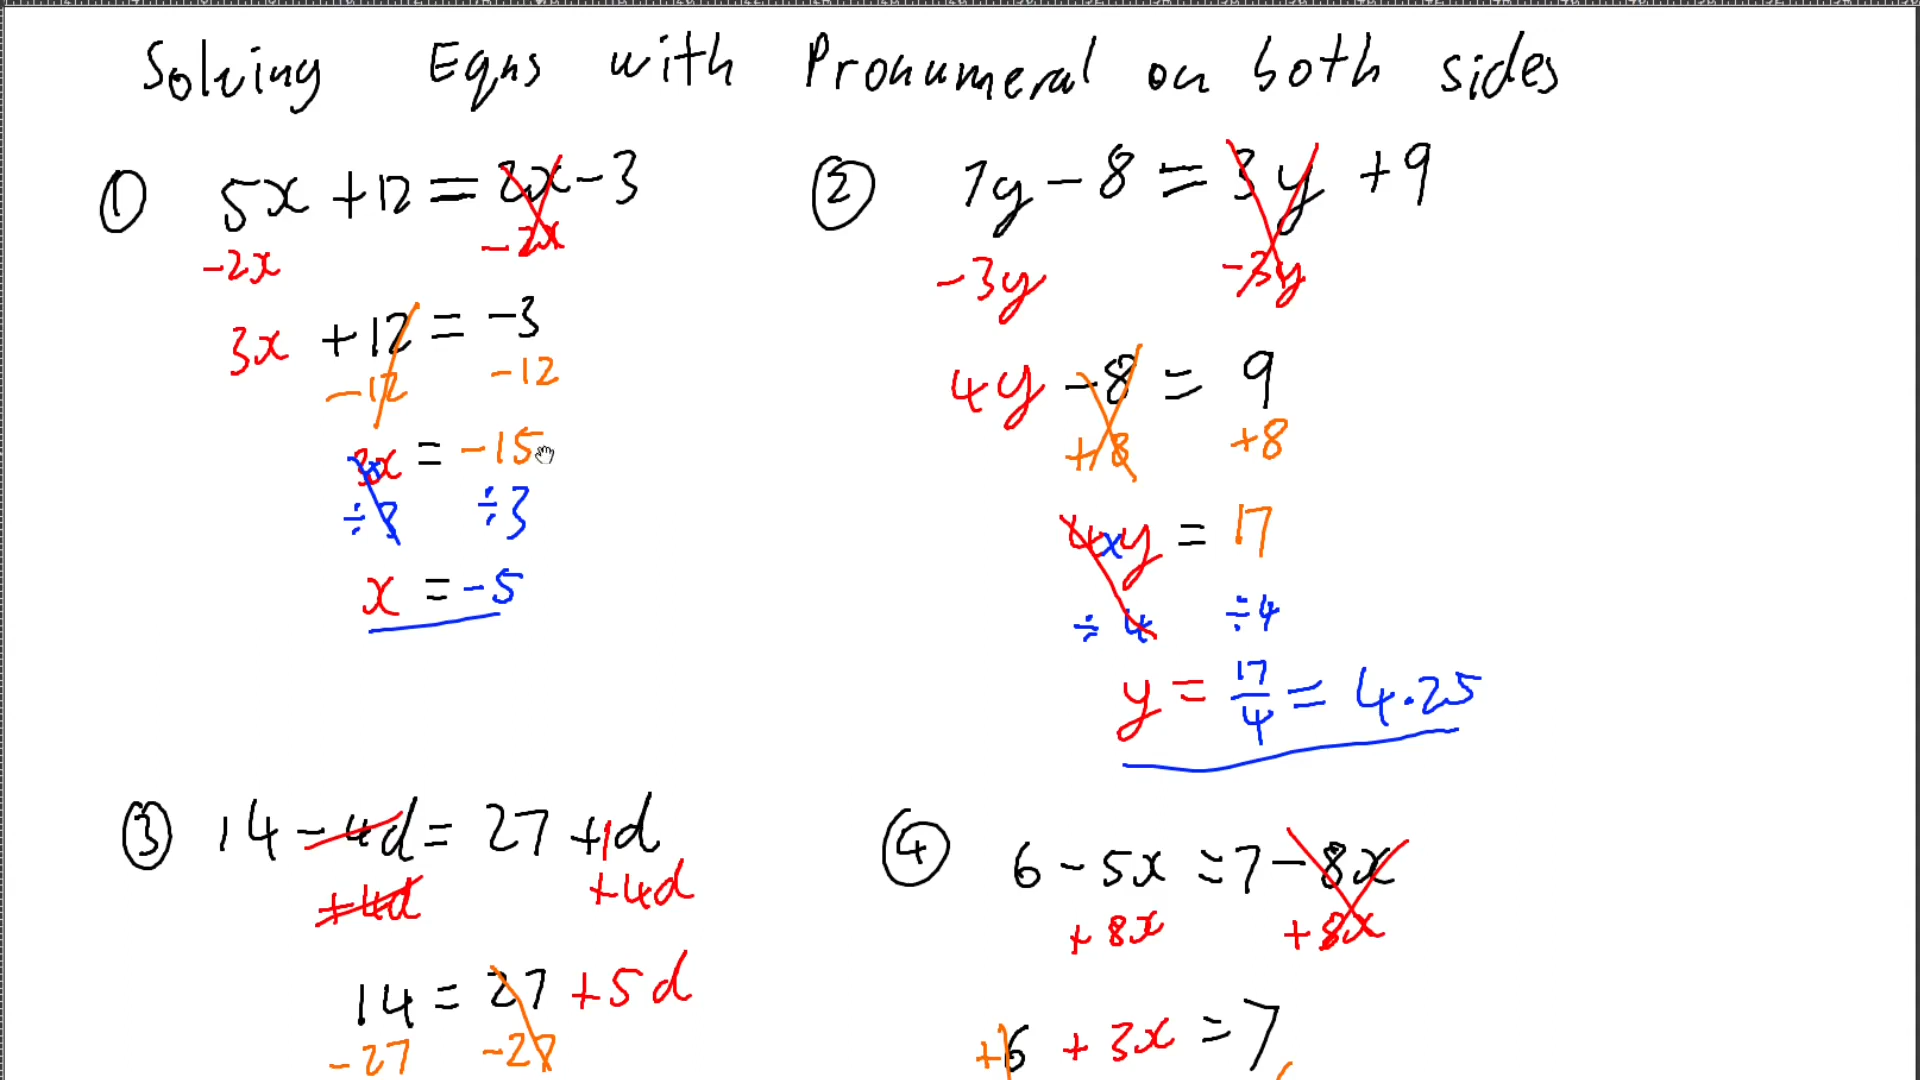 Solving Eqns with Pronumeral on both sides
① 5x + 12 = 2x - 3
-2x -2x
3x + 12 = -3
-12 -12
3x = -15
÷3 ÷3
x = -5
② 7y - 8 = 3y + 9
-3y -3y
4y - 8 = 9
+8 +8
4xy = 17
÷4 ÷4
y = 17/4 = 4.25
③ 14 - 4d = 27 + 1d
+4d +4d
14 = 27 + 5d
-27 -27
④ 6 - 5x = 7 - 8x
+8x +8x
+6 + 3x = 7